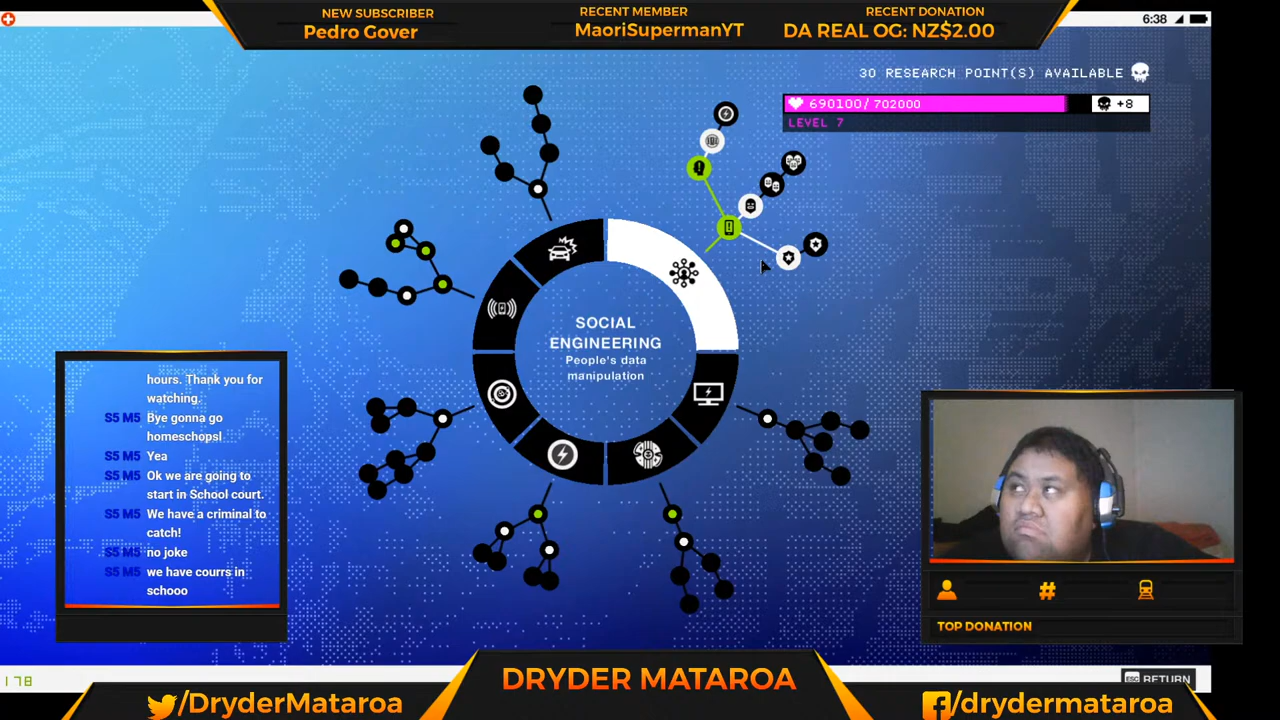 NEW SUBSCRIBER
Pedro Gover
RECENT MEMBER
MaoriSupermanYT
RECENT DONATION
DA REAL OG: NZ$2.00
6:38
30 RESEARCH POINT(S) AVAILABLE
690100/702000
+8
LEVEL 7
SOCIAL
ENGINEERING
People's data
manipulation
hours. Thank you for
watching.
S5 M5 Bye gonna go
homeschops!
S5 M5 Yea
S5 M5 Ok we are going to
start in School court.
S5 M5 We have a criminal to
catch!
S5 M5 no joke
S5 M5 we have courrs in
schooo
#
TOP DONATION
178
ESC RETURN
DRYDER MATAROA
/DryderMataroa
/drydermataroa